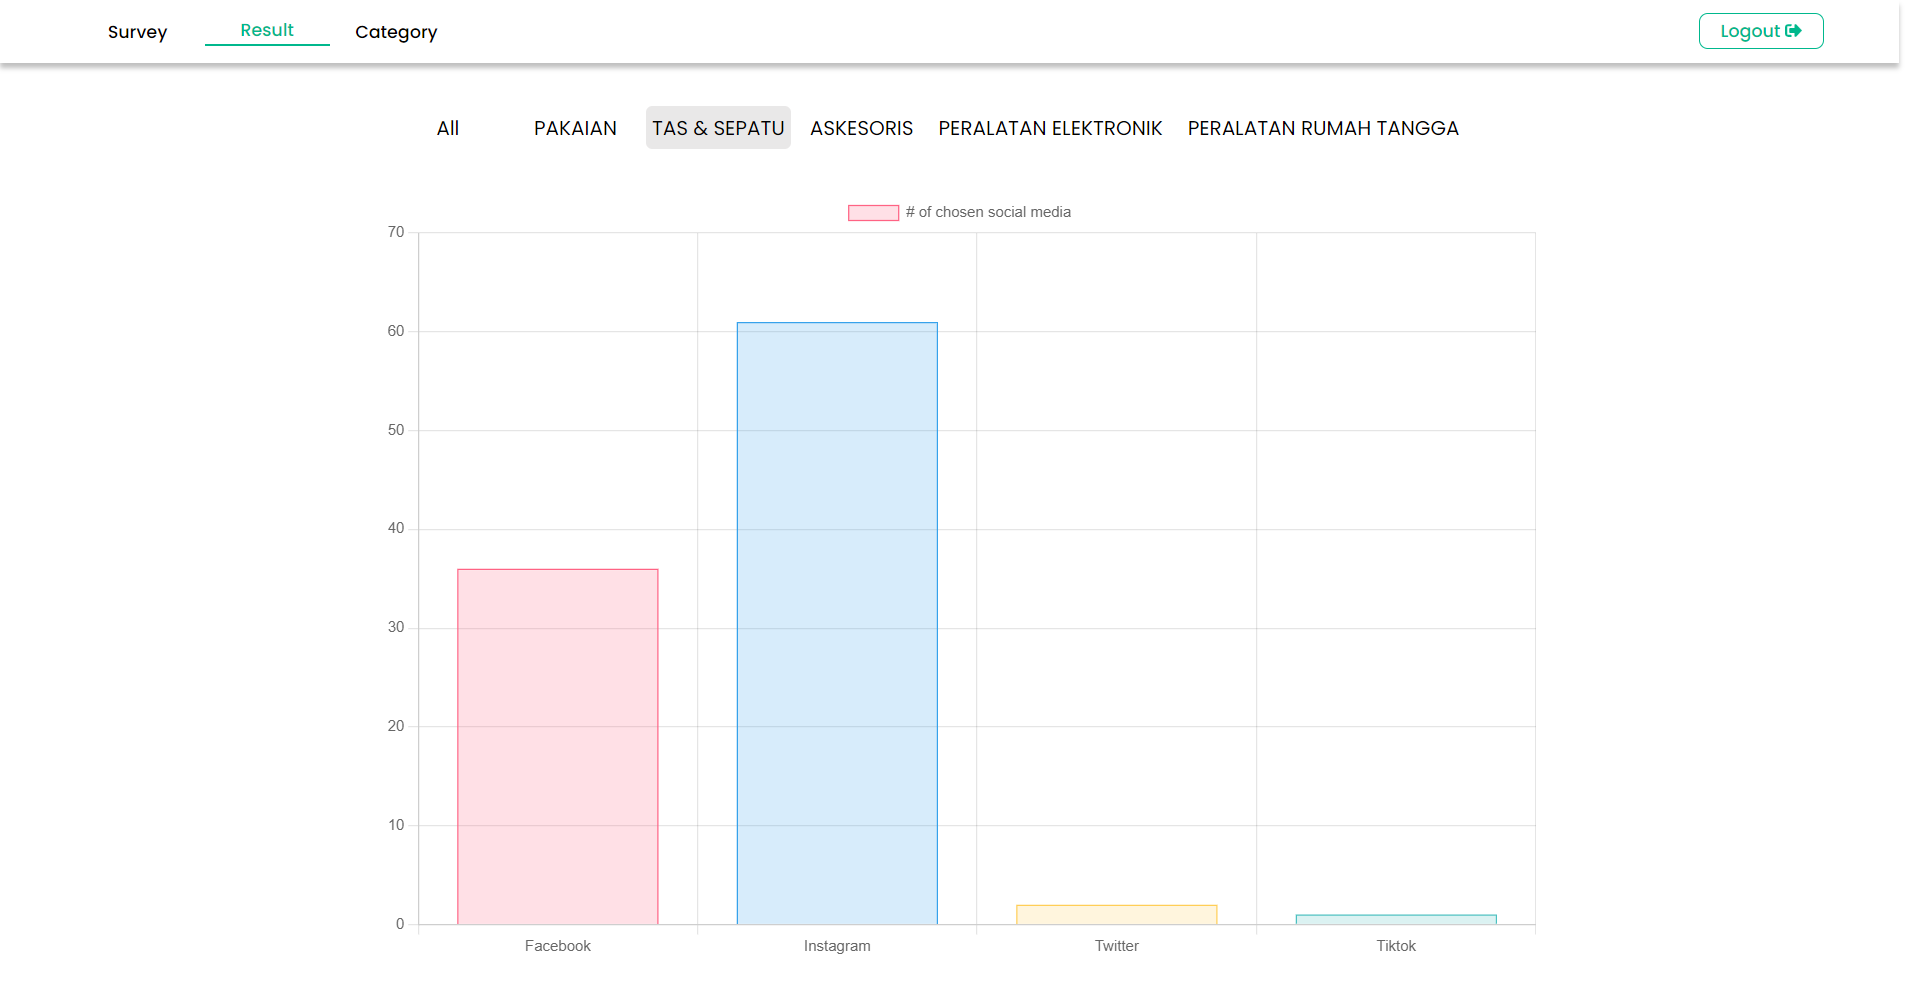 Survey Result Category Logout
All PAKAIAN TAS & SEPATU ASKESORIS PERALATAN ELEKTRONIK PERALATAN RUMAH TANGGA
# of chosen social media
70
60
50
40
30
20
10
0
Facebook Instagram Twitter Tiktok